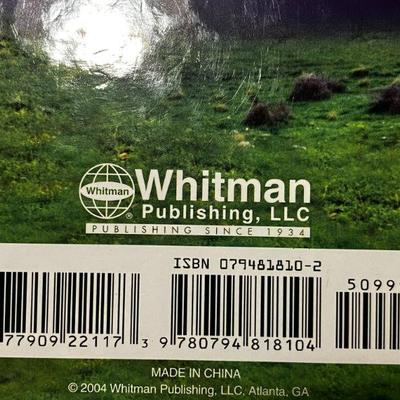 Whitman
Whitman
®
Publishing, LLC
PUBLISHING SINCE 1934
ISBN 079481810-2
5099
77909 22117 3
9 780794 818104
MADE IN CHINA
© 2004 Whitman Publishing, LLC, Atlanta, GA